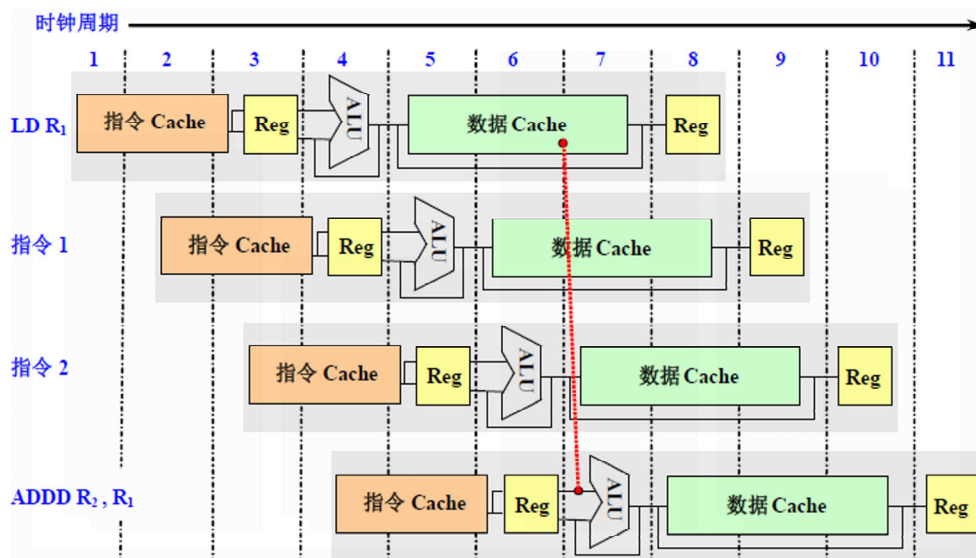 时钟周期
1 2 3 4 5 6 7 8 9 10 11
LD R1 指令 Cache Reg ALU 数据 Cache Reg
指令 1 指令 Cache Reg ALU 数据 Cache Reg
指令 2 指令 Cache Reg ALU 数据 Cache Reg
ADDD R2 , R1 指令 Cache Reg ALU 数据 Cache Reg